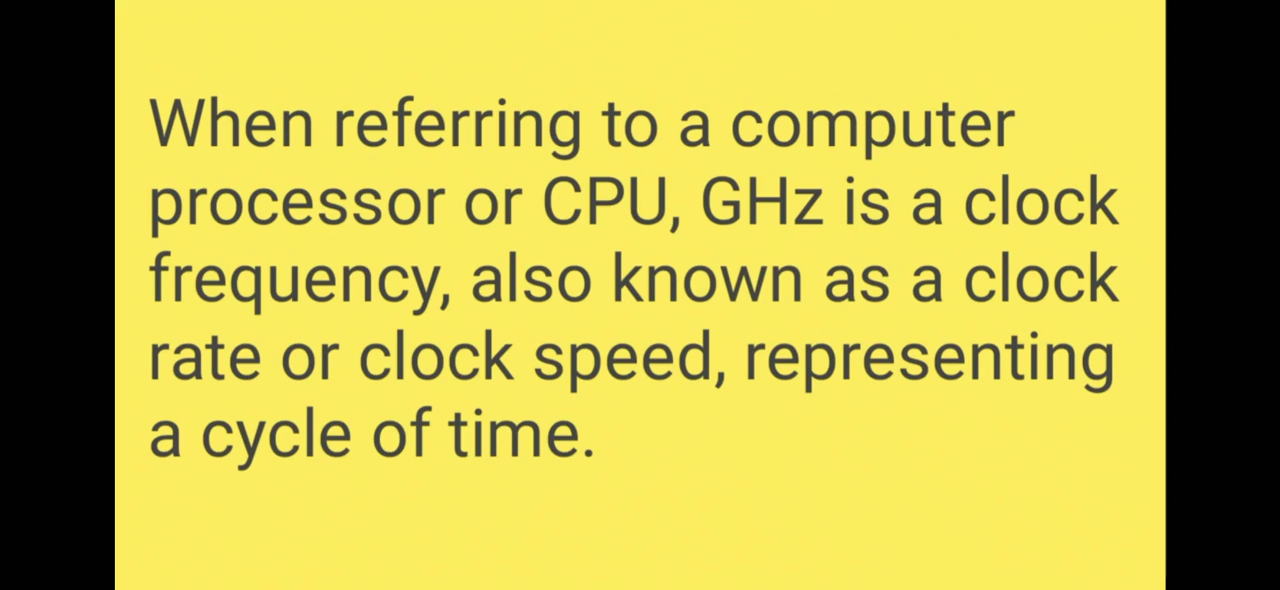 When referring to a computer
processor or CPU, GHz is a clock
frequency, also known as a clock
rate or clock speed, representing
a cycle of time.